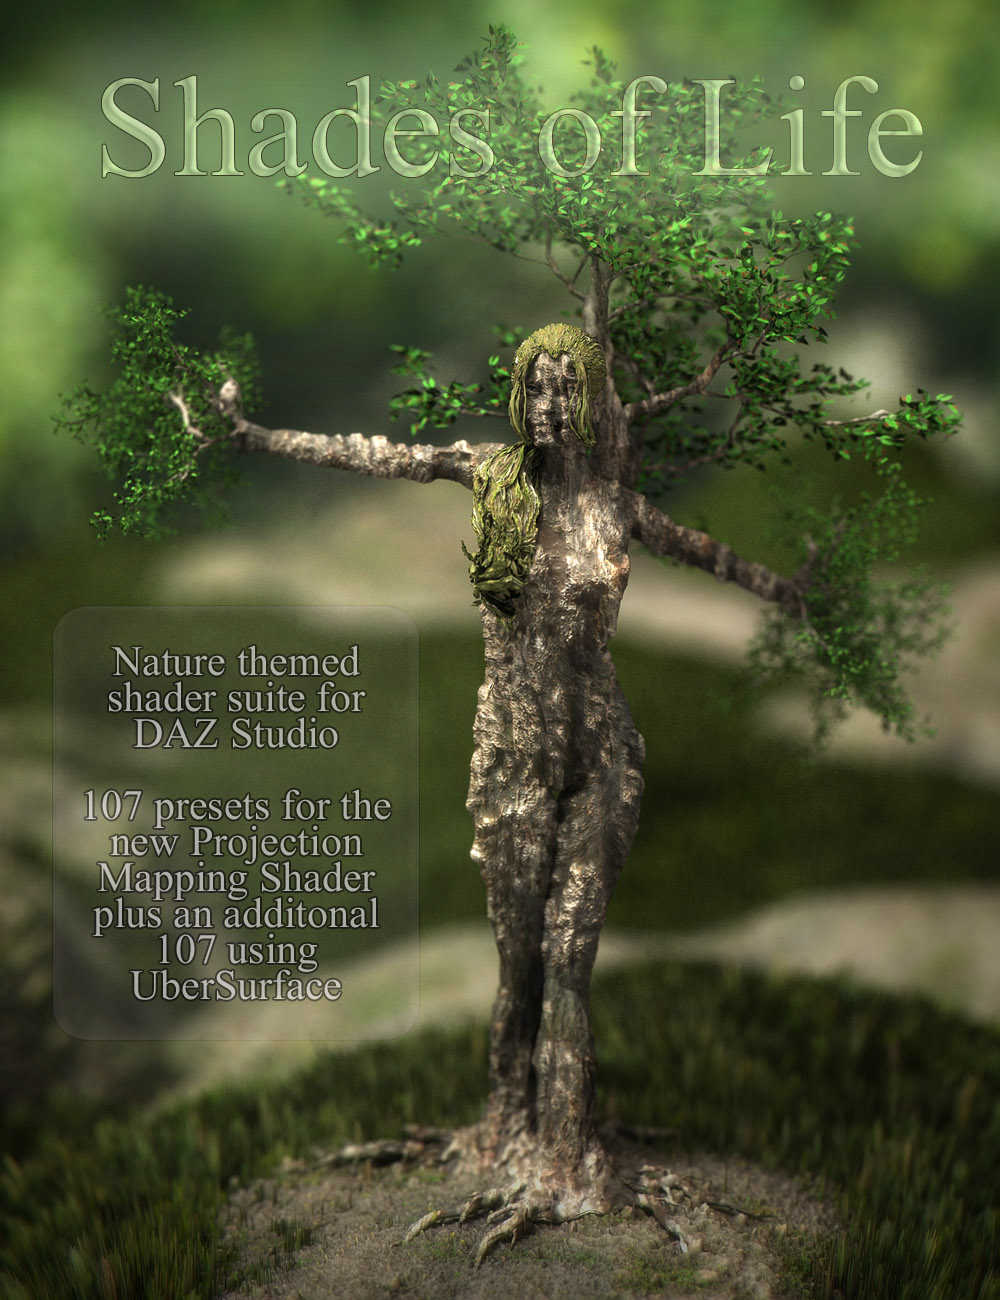 Shades of Life
Nature themed
shader suite for
DAZ Studio
107 presets for the
new Projection
Mapping Shader
plus an additonal
107 using
UberSurface